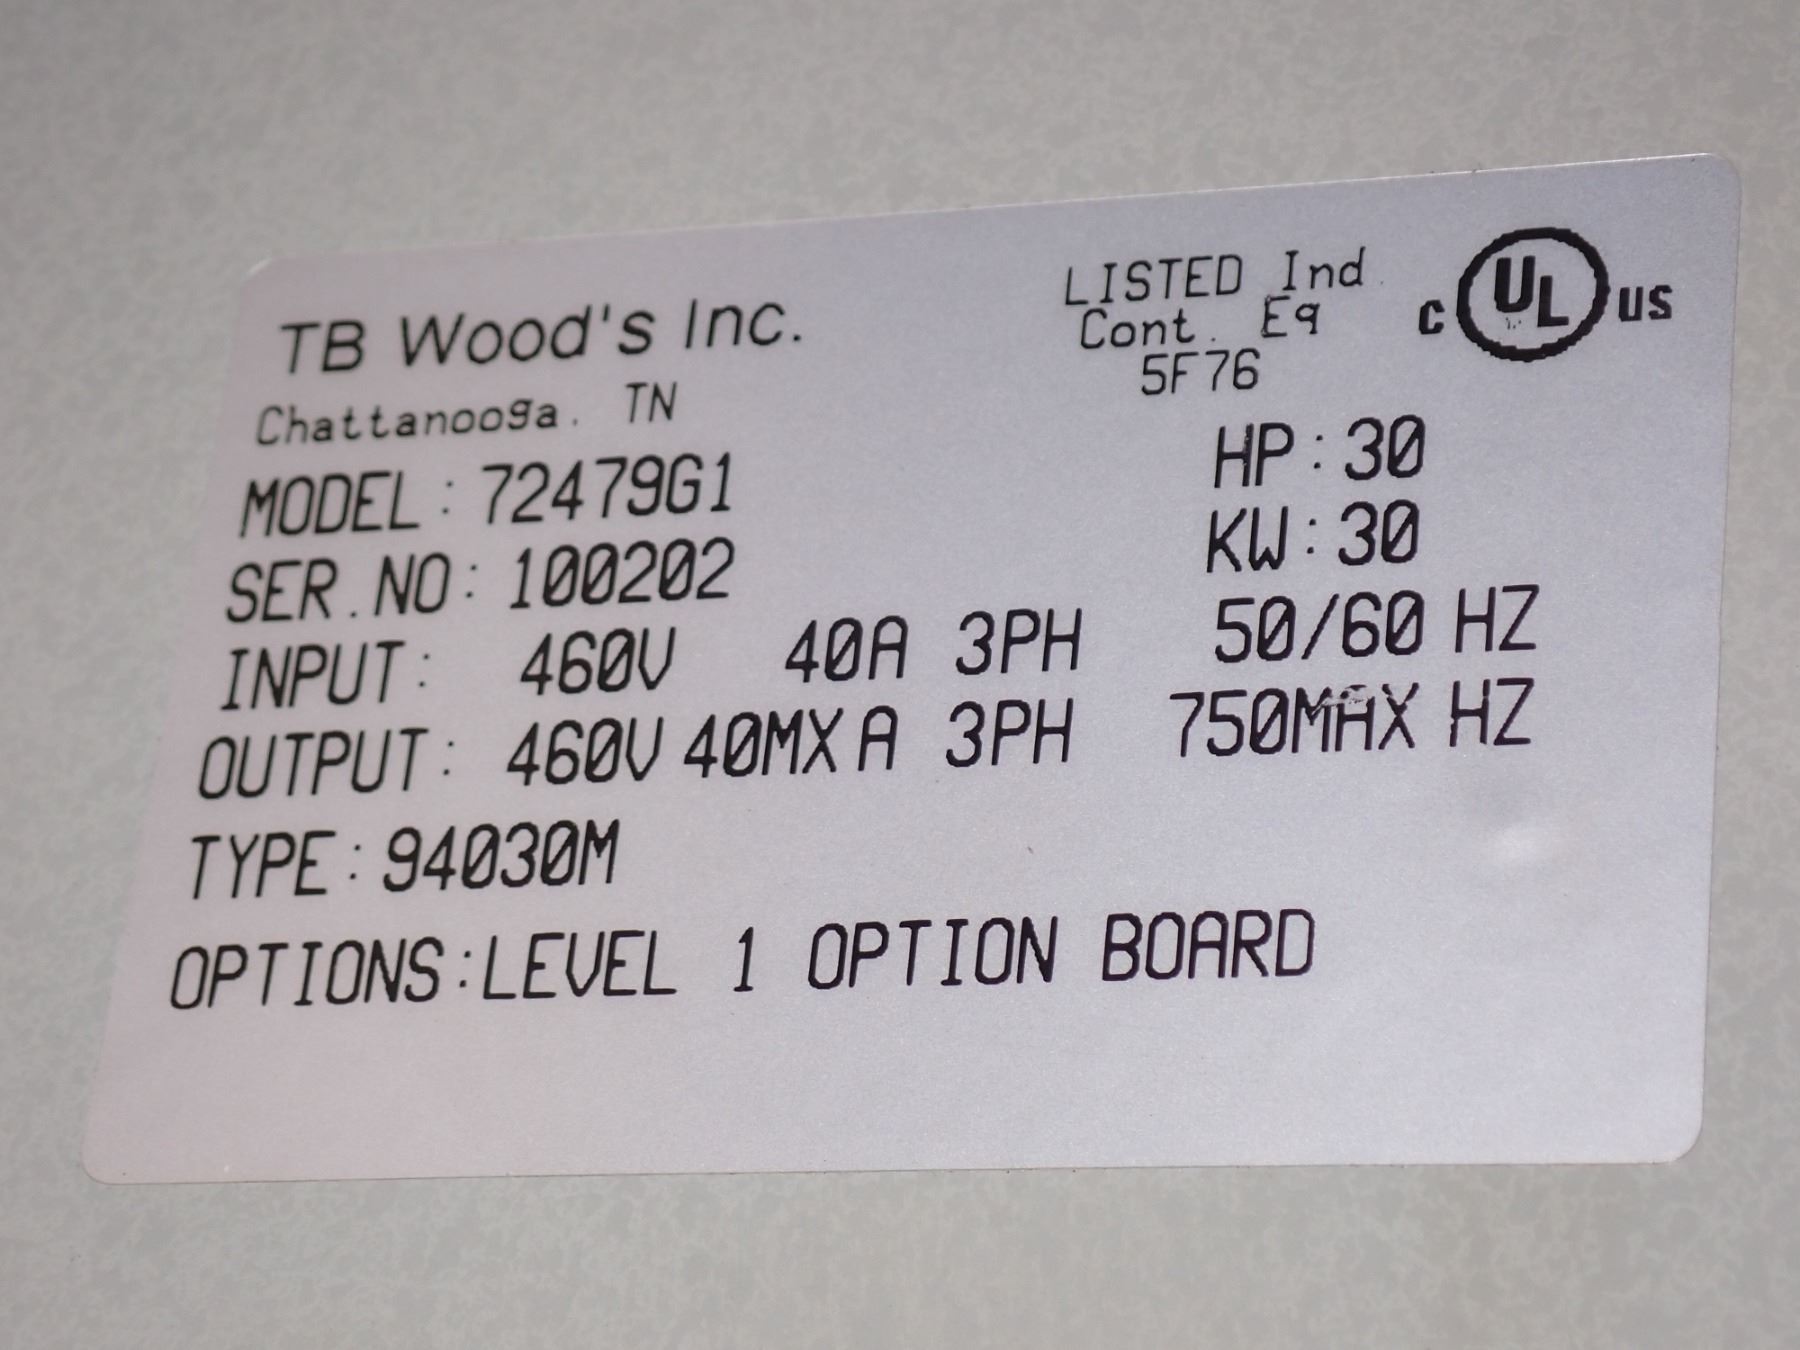 TB Wood's Inc.
Chattanooga. TN
LISTED Ind.
Cont. Eq
5F76
C UL US
MODEL: 72479G1
HP: 30
SER.NO: 100202
KW: 30
INPUT: 460V 40A 3PH 50/60 HZ
OUTPUT: 460V 40MXA 3PH 750MAX HZ
TYPE: 94030M
OPTIONS:LEVEL 1 OPTION BOARD